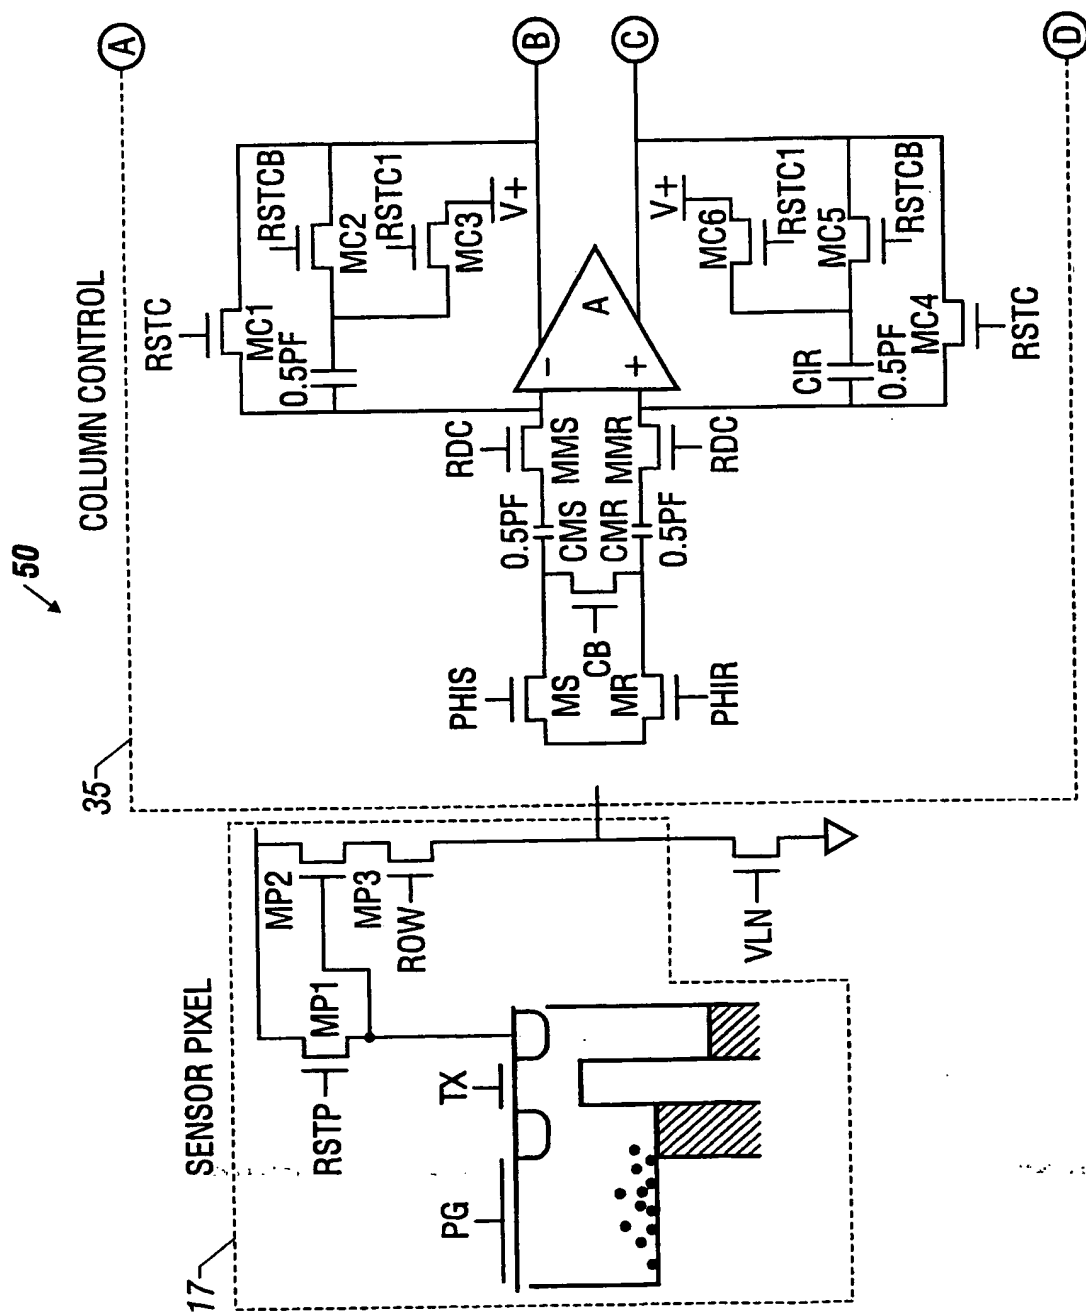 50
17
SENSOR PIXEL
35
COLUMN CONTROL
A
B
C
D
RSTP
MP1
MP2
MP3
ROW
PG
TX
VLN
PHIS
MS
MR
PHIR
CB
0.5PF
CMS
CMR
0.5PF
RDC
MMS
MMR
RDC
-
+
A
RSTC
MC1
0.5PF
RSTCB
MC2
RSTC1
MC3
V+
V+
MC6
RSTC1
MC5
RSTCB
CIR
0.5PF
MC4
RSTC